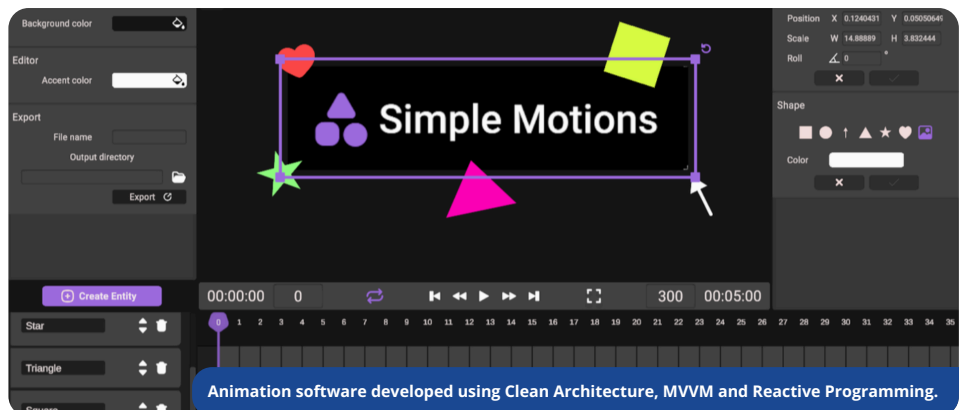 Background color
Editor
Accent color
Export
File name
Output directory
Export
Simple Motions
Position X 0.1240431 Y 0.05050649
Scale W 14.88889 H 3.832444
Roll 0 °
Shape
Color
Create Entity
00:00:00 0 300 00:05:00
Star
Triangle
0 1 2 3 4 5 6 7 8 9 10 11 12 13 14 15 16 17 18 19 20 21 22 23 24 25 26 27 28 29 30 31 32 33 34 35
Animation software developed using Clean Architecture, MVVM and Reactive Programming.